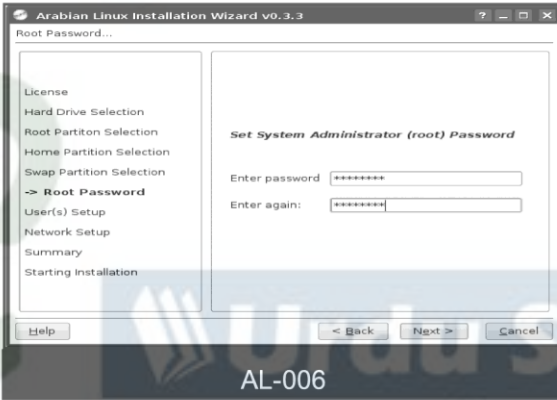 Arabian Linux Installation Wizard v0.3.3
Root Password...
License
Hard Drive Selection
Root Partiton Selection
Home Partition Selection
Swap Partition Selection
-> Root Password
User(s) Setup
Network Setup
Summary
Starting Installation
Set System Administrator (root) Password
Enter password ********
Enter again: ********
Help
< Back
Next >
Cancel
Urdu S
AL-006